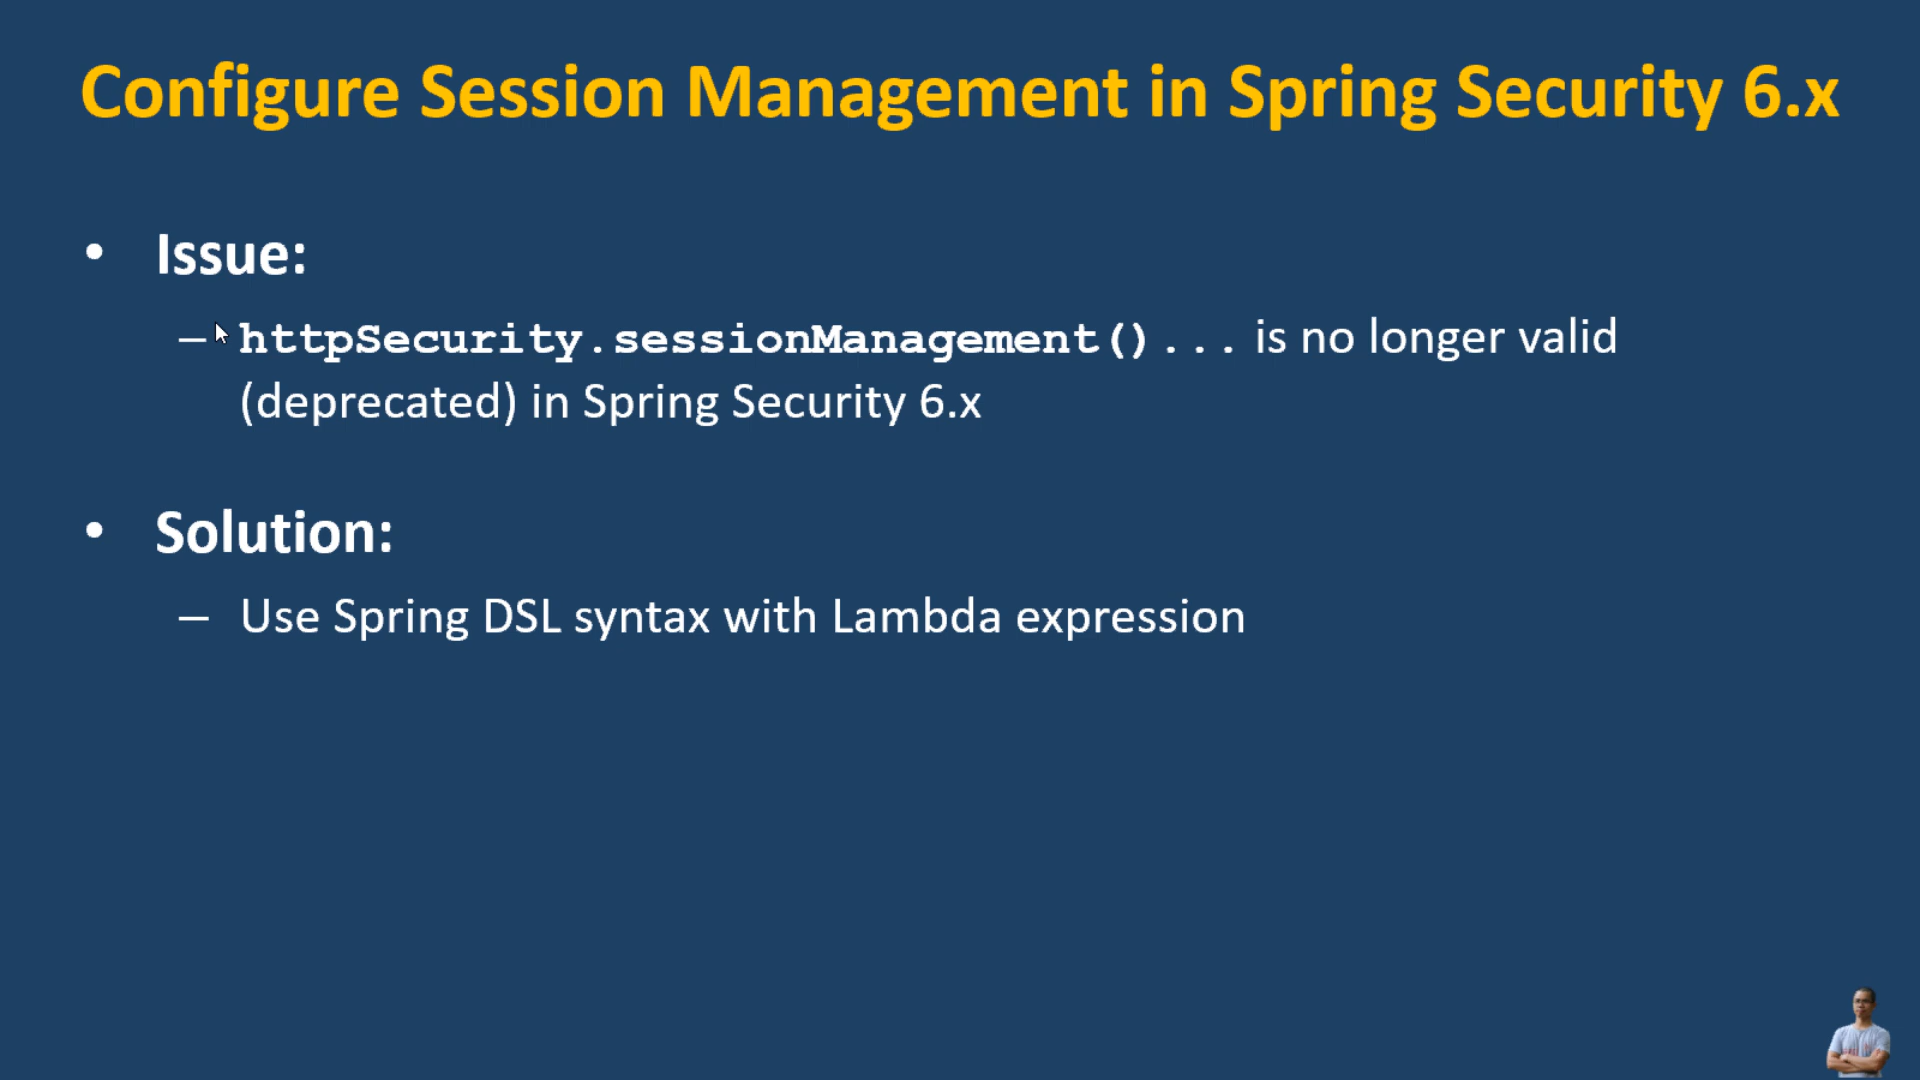 Configure Session Management in Spring Security 6.x
• Issue:
– httpSecurity.sessionManagement()... is no longer valid
(deprecated) in Spring Security 6.x
• Solution:
– Use Spring DSL syntax with Lambda expression